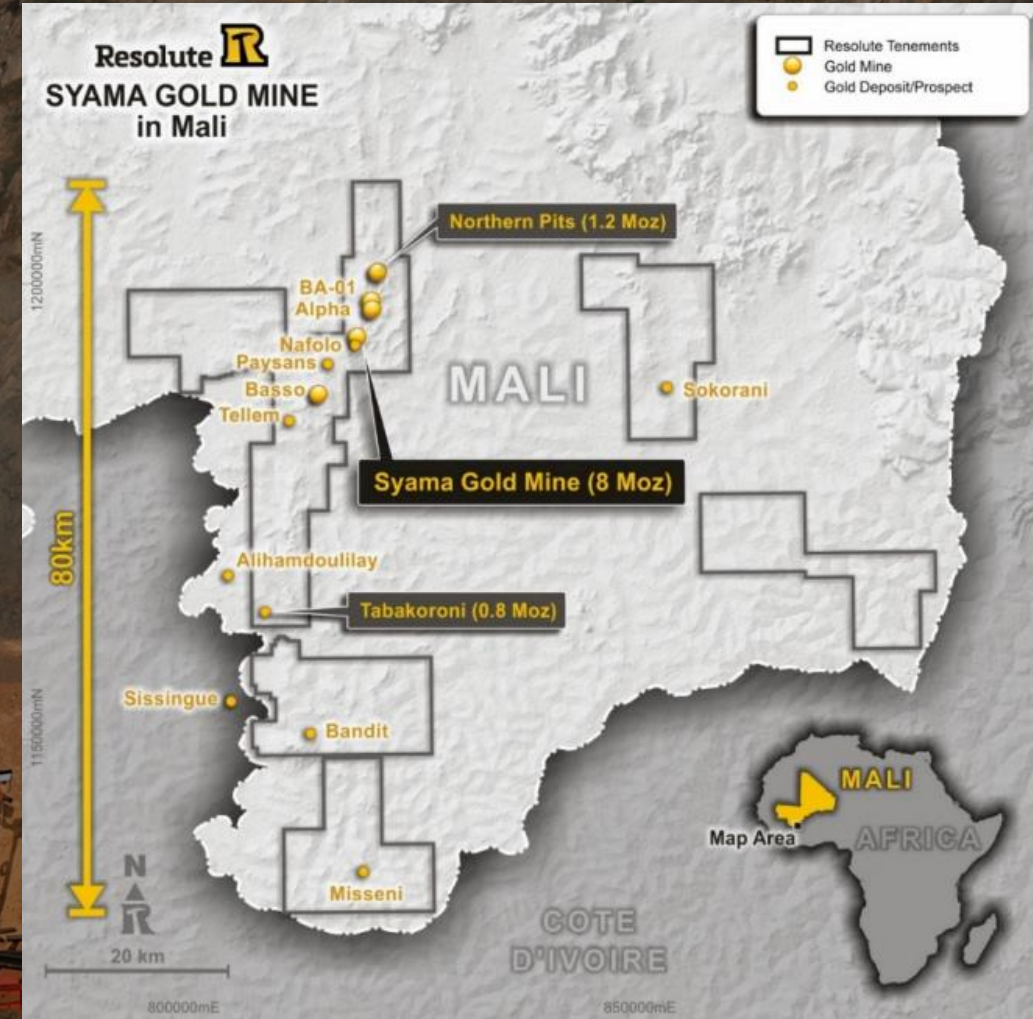 Resolute
SYAMA GOLD MINE
in Mali
Resolute Tenements
Gold Mine
Gold Deposit/Prospect
Northern Pits (1.2 Moz)
1200000mN
BA-01
Alpha
Nafolo
Paysans
Basso
Tellem
MALI
Sokorani
Syama Gold Mine (8 Moz)
80km
Alihamdoulilay
Tabakoroni (0.8 Moz)
Sissingue
1150000mN
Bandit
MALI
Map Area
AFRICA
N
Misseni
COTE
D'IVOIRE
20 km
800000mE
850000mE